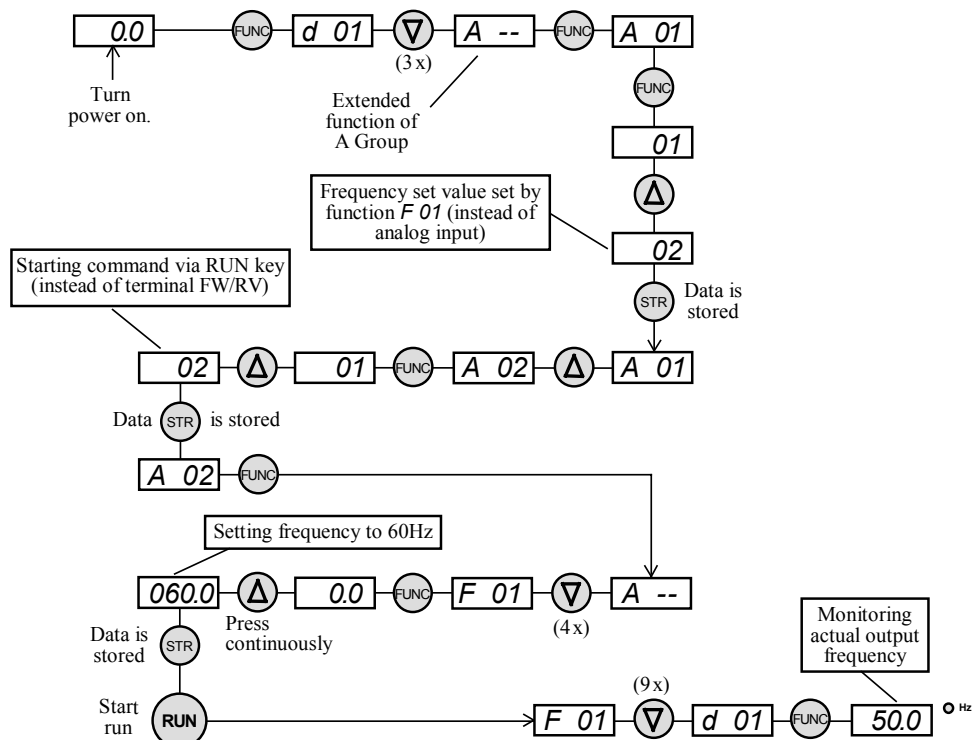 0.0 FUNC d 01 (3x) A -- FUNC A 01
Turn
power on.
Extended
function of
A Group
FUNC
01
Frequency set value set by
function F 01 (instead of
analog input)
02
STR Data is
stored
Starting command via RUN key
(instead of terminal FW/RV)
02 01 FUNC A 02 A 01
Data STR is stored
A 02 FUNC
Setting frequency to 60Hz
060.0 0.0 FUNC F 01 (4x) A --
Press
continuously
Data is
stored STR
Monitoring
actual output
frequency
Start
run RUN
(9x)
F 01 d 01 FUNC 50.0 Hz